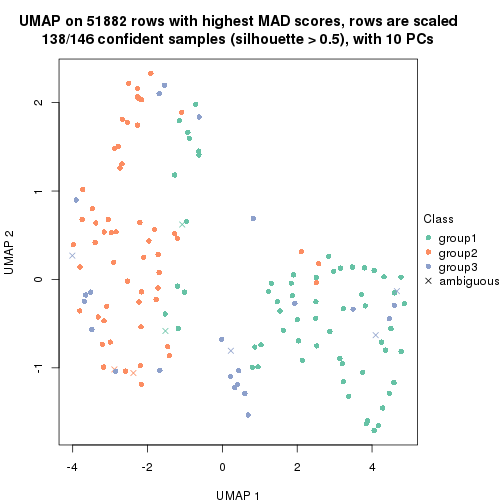 UMAP on 51882 rows with highest MAD scores, rows are scaled
138/146 confident samples (silhouette > 0.5), with 10 PCs
2
1
0
-1
UMAP 2
-4
-2
0
2
4
UMAP 1
Class
group1
group2
group3
ambiguous